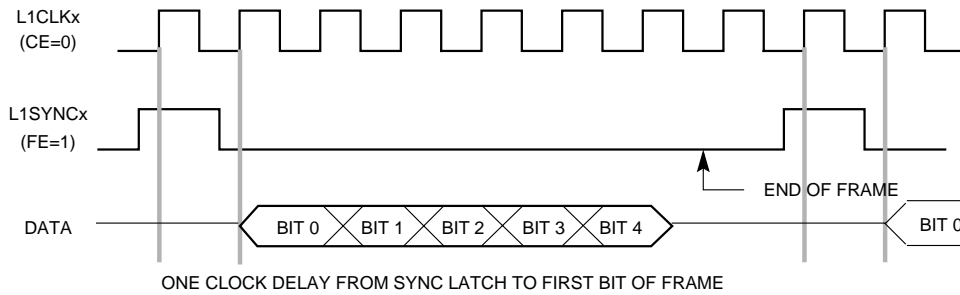 L1CLKx
(CE=0)
L1SYNCx
(FE=1)
END OF FRAME
DATA
BIT 0
BIT 1
BIT 2
BIT 3
BIT 4
BIT 0
ONE CLOCK DELAY FROM SYNC LATCH TO FIRST BIT OF FRAME